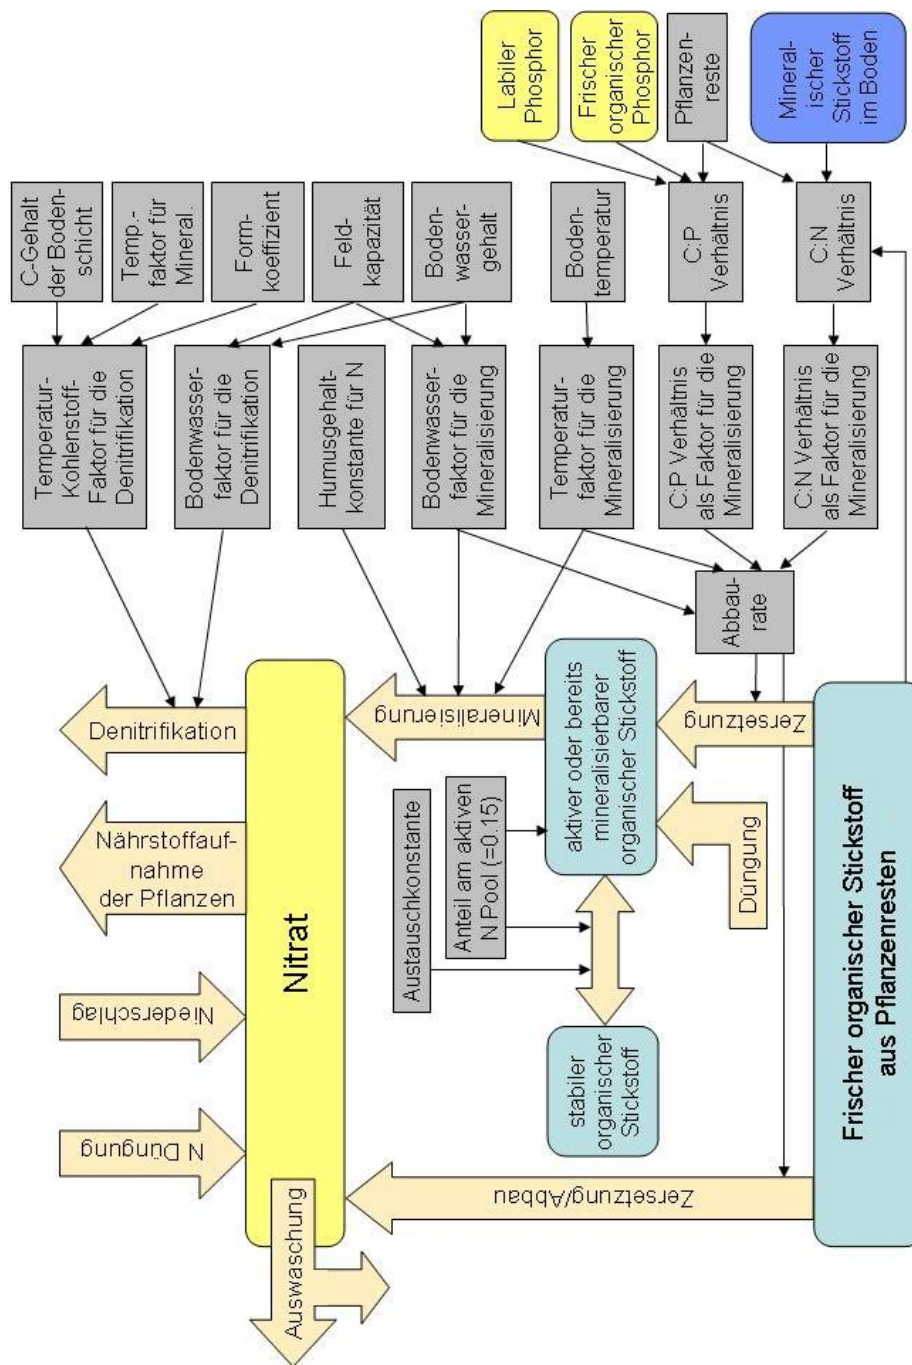 C-Gehalt
der Boden-
schicht
Temp.-
faktor für
Mineral.
Form-
koeffizient
Feld-
kapazität
Boden-
wasser-
gehalt
Boden-
temperatur
C:P
Verhältnis
C:N
Verhältnis
Labiler
Phosphor
Frischer
organischer
Phosphor
Pflanzen-
reste
Mineral-
ischer
Stickstoff
im Boden
Temperatur-
Kohlenstoff-
Faktor für die
Denitrifikation
Bodenwasser-
faktor für die
Denitrifikation
Humusgehalt-
konstante für N
Bodenwasser-
faktor für die
Mineralisierung
Temperatur-
faktor für die
Mineralisierung
C:P Verhältnis
als Faktor für die
Mineralisierung
C:N Verhältnis
als Faktor für die
Mineralisierung
Abbau-
rate
Denitrifikation
Nährstoffauf-
nahme
der Pflanzen
Niederschlag
N Düngung
Nitrat
Auswaschung
Mineralisierung
Austauschkonstante
Anteil am aktiven
N Pool (=0.15)
aktiver oder bereits
mineralisierbarer
organischer Stickstoff
stabiler
organischer
Stickstoff
Zersetzung
Düngung
Zersetzung/Abbau
Frischer organischer Stickstoff
aus Pflanzenresten